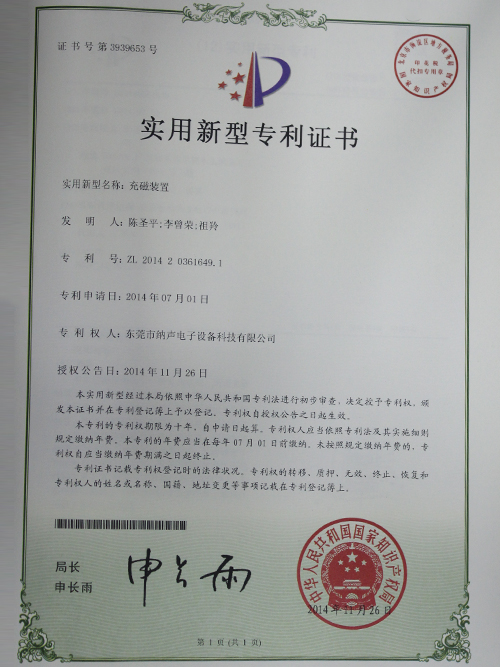 证书号第3939653号
印花税
代扣专用章
实用新型专利证书
实用新型名称：充磁装置
发 明 人：陈圣平;李曾荣;祖羚
专 利 号：ZL 2014 2 0361649.1
专利申请日：2014年07月01日
专 利 权 人：东莞市纳声电子设备科技有限公司
授权公告日：2014年11月26日
本实用新型经过本局依照中华人民共和国专利法进行初步审查，决定授予专利权，颁
发本证书并在专利登记簿上予以登记。专利权自授权公告之日起生效。
本专利的专利权期限为十年，自申请日起算。专利权人应当依照专利法及其实施细则
规定缴纳年费。本专利的年费应当在每年07月01日前缴纳。未按照规定缴纳年费的，专
利权自应当缴纳年费期满之日起终止。
专利证书记载专利权登记时的法律状况。专利权的转移、质押、无效、终止、恢复和
专利权人的姓名或名称、国籍、地址变更等事项记载在专利登记簿上。
局长
申长雨
申长雨
中华人民共和国国家知识产权局
2014年11月26日
第1页（共1页）